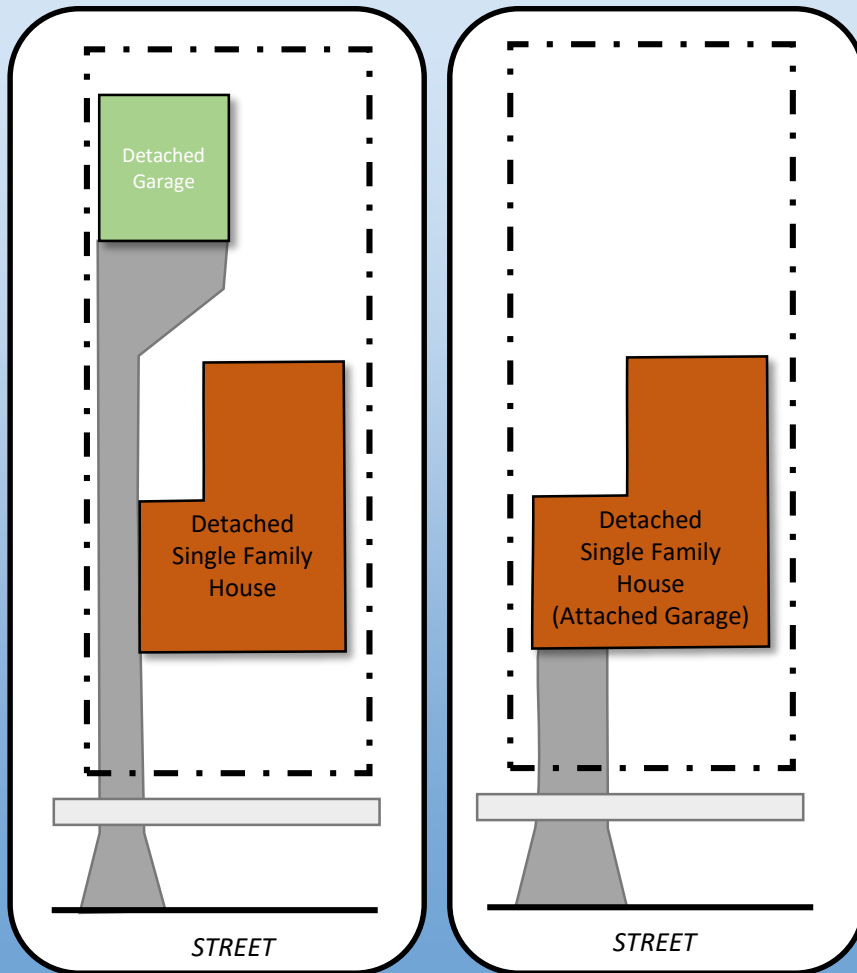 Detached
Garage
Detached
Single Family
House
STREET
Detached
Single Family
House
(Attached Garage)
STREET